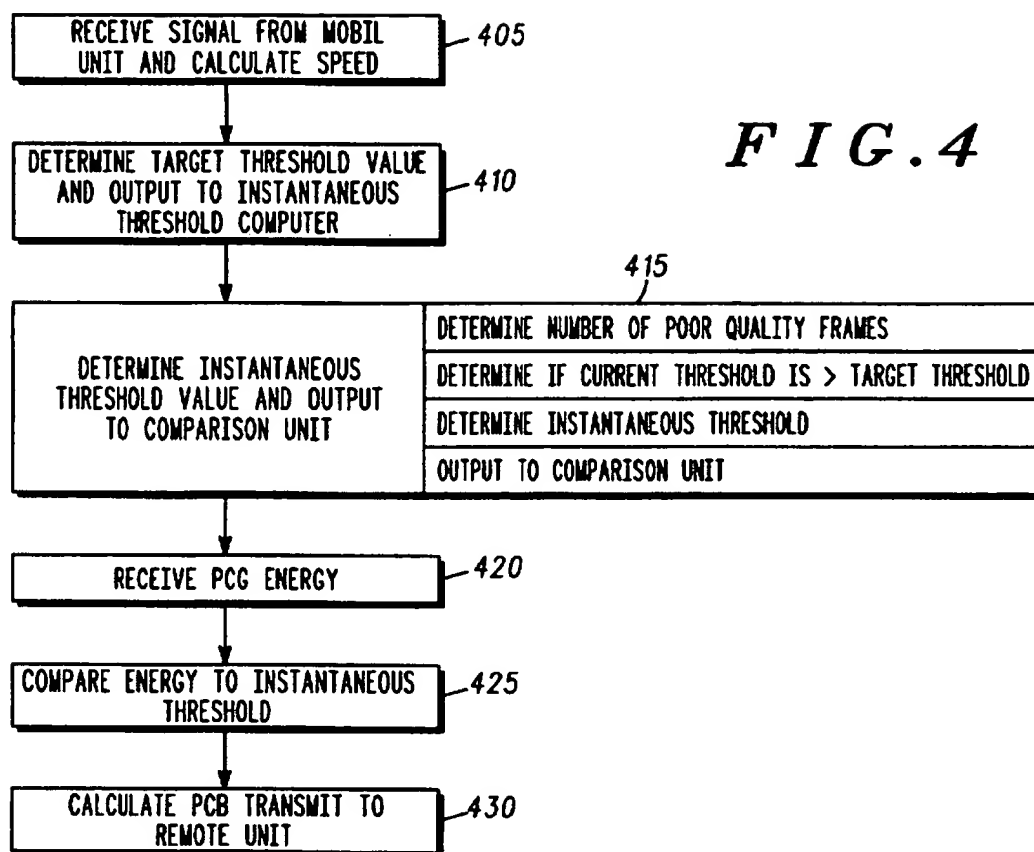 RECEIVE SIGNAL FROM MOBIL
UNIT AND CALCULATE SPEED
405
FIG.4
DETERMINE TARGET THRESHOLD VALUE
AND OUTPUT TO INSTANTANEOUS
THRESHOLD COMPUTER
410
415
DETERMINE INSTANTANEOUS
THRESHOLD VALUE AND OUTPUT
TO COMPARISON UNIT
DETERMINE NUMBER OF POOR QUALITY FRAMES
DETERMINE IF CURRENT THRESHOLD IS > TARGET THRESHOLD
DETERMINE INSTANTANEOUS THRESHOLD
OUTPUT TO COMPARISON UNIT
RECEIVE PCG ENERGY
420
COMPARE ENERGY TO INSTANTANEOUS
THRESHOLD
425
CALCULATE PCB TRANSMIT TO
REMOTE UNIT
430